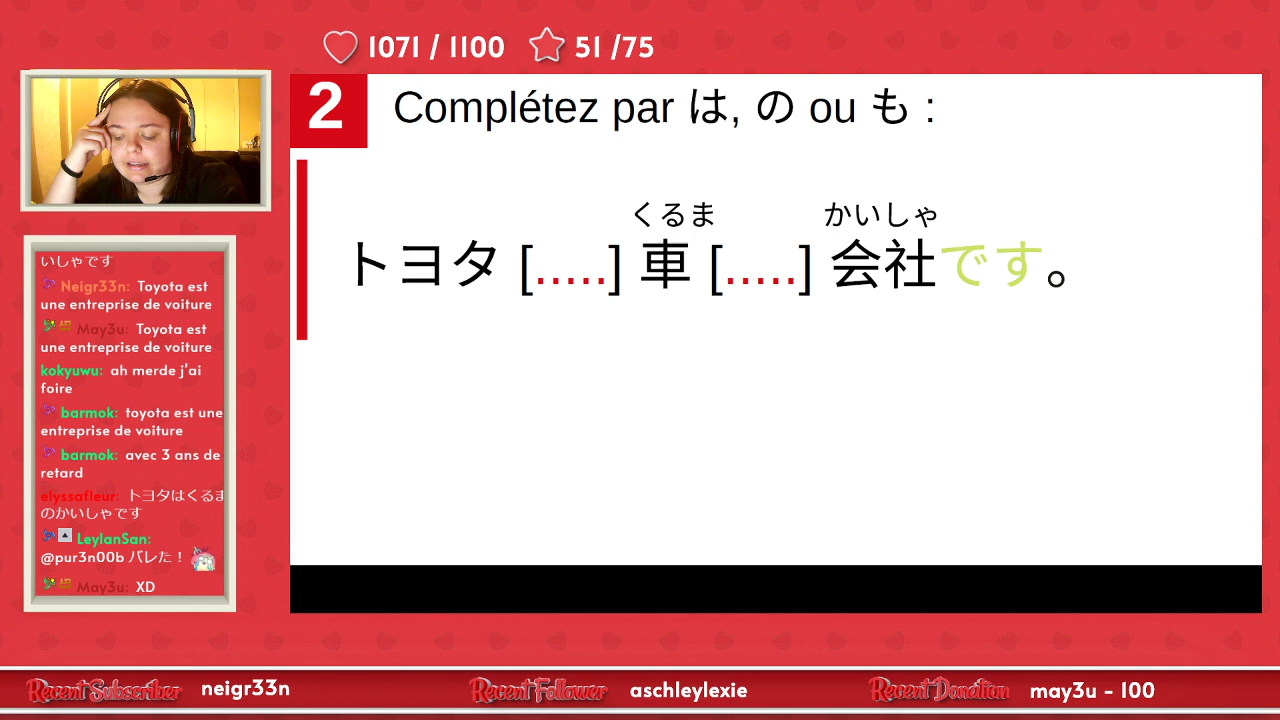 1071 / 1100
51 /75
2
Complétez par は, の ou も :
くるま
かいしゃ
トヨタ [.....] 車 [.....] 会社です。
いしゃです
Neigr33n: Toyota est
une entreprise de voiture
May3u: Toyota est
une entreprise de voiture
kokyuwu: ah merde j'ai
foire
barmok: toyota est une
entreprise de voiture
barmok: avec 3 ans de
retard
elyssafleur: トヨタはくるま
のかいしゃです
LeylanSan:
@pur3n00b バレた！
May3u: XD
Recent Subscriber neigr33n
Recent Follower aschleylexie
Recent Donation may3u - 100